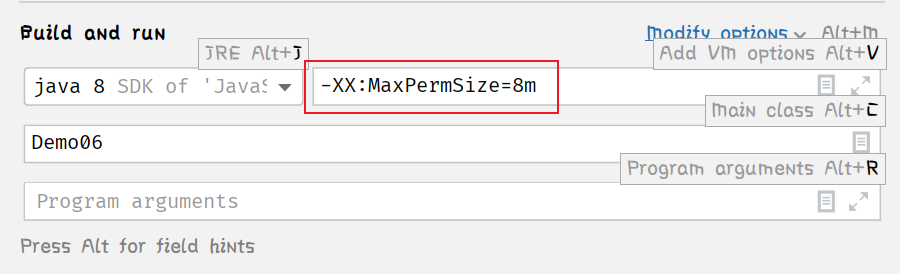 Build and run
Modify options Alt+M
JRE Alt+J
Add VM options Alt+V
java 8 SDK of 'JavaS
-XX:MaxPermSize=8m
Main class Alt+C
Demo06
Program arguments Alt+R
Program arguments
Press Alt for field hints